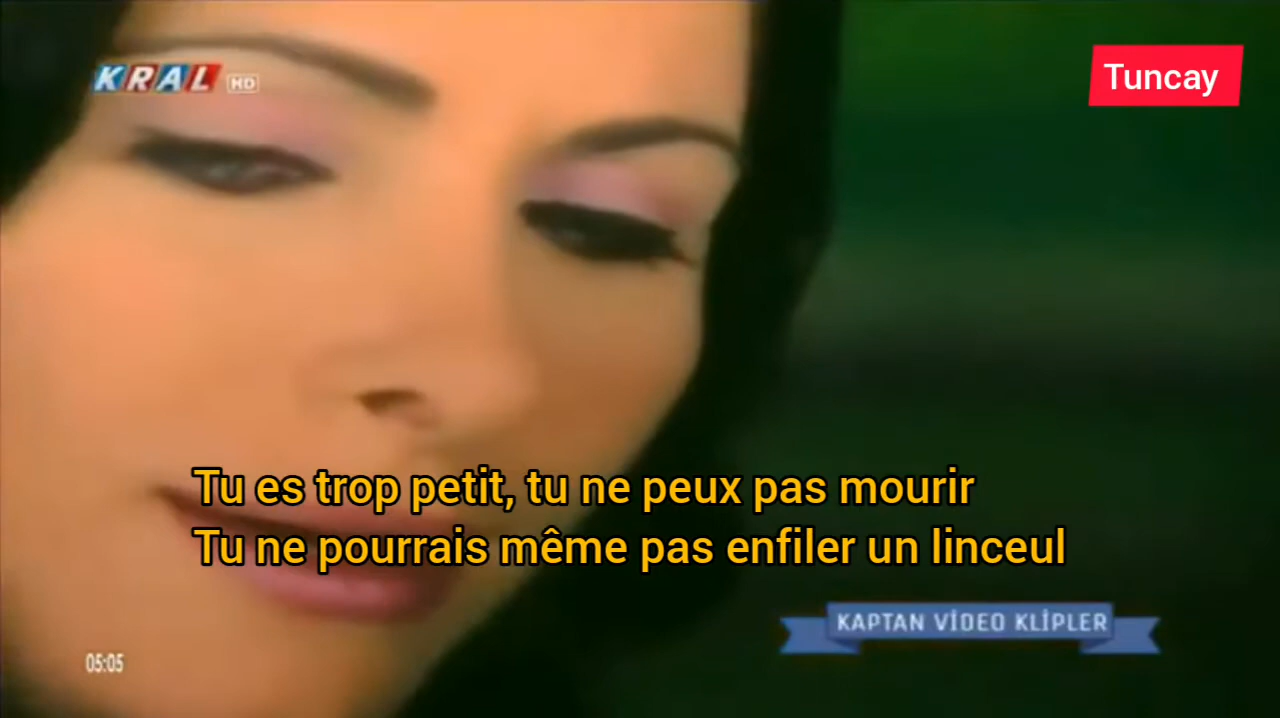 KRAL HD
Tuncay
Tu es trop petit, tu ne peux pas mourir
Tu ne pourrais même pas enfiler un linceul
KAPTAN VİDEO KLİPLER
05:05